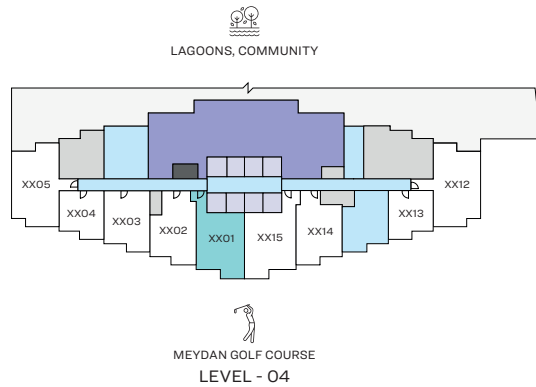 LAGOONS, COMMUNITY
XX05
XX12
XX04
XX03
XX02
XX01
XX15
XX14
XX13
MEYDAN GOLF COURSE
LEVEL - 04